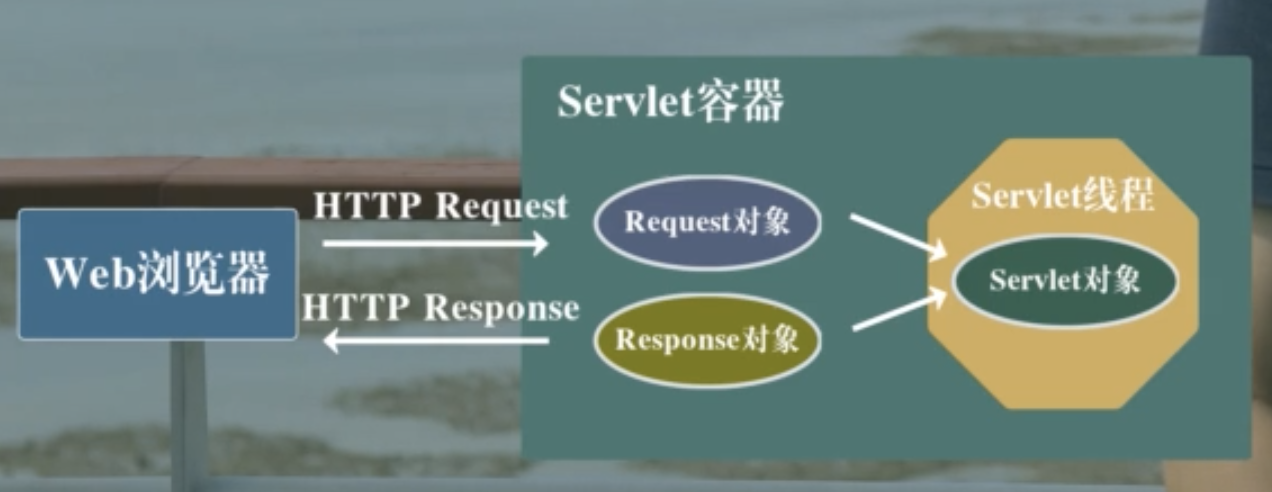 Servlet容器
HTTP Request
Request对象
Servlet线程
Web浏览器
Servlet对象
HTTP Response
Response对象